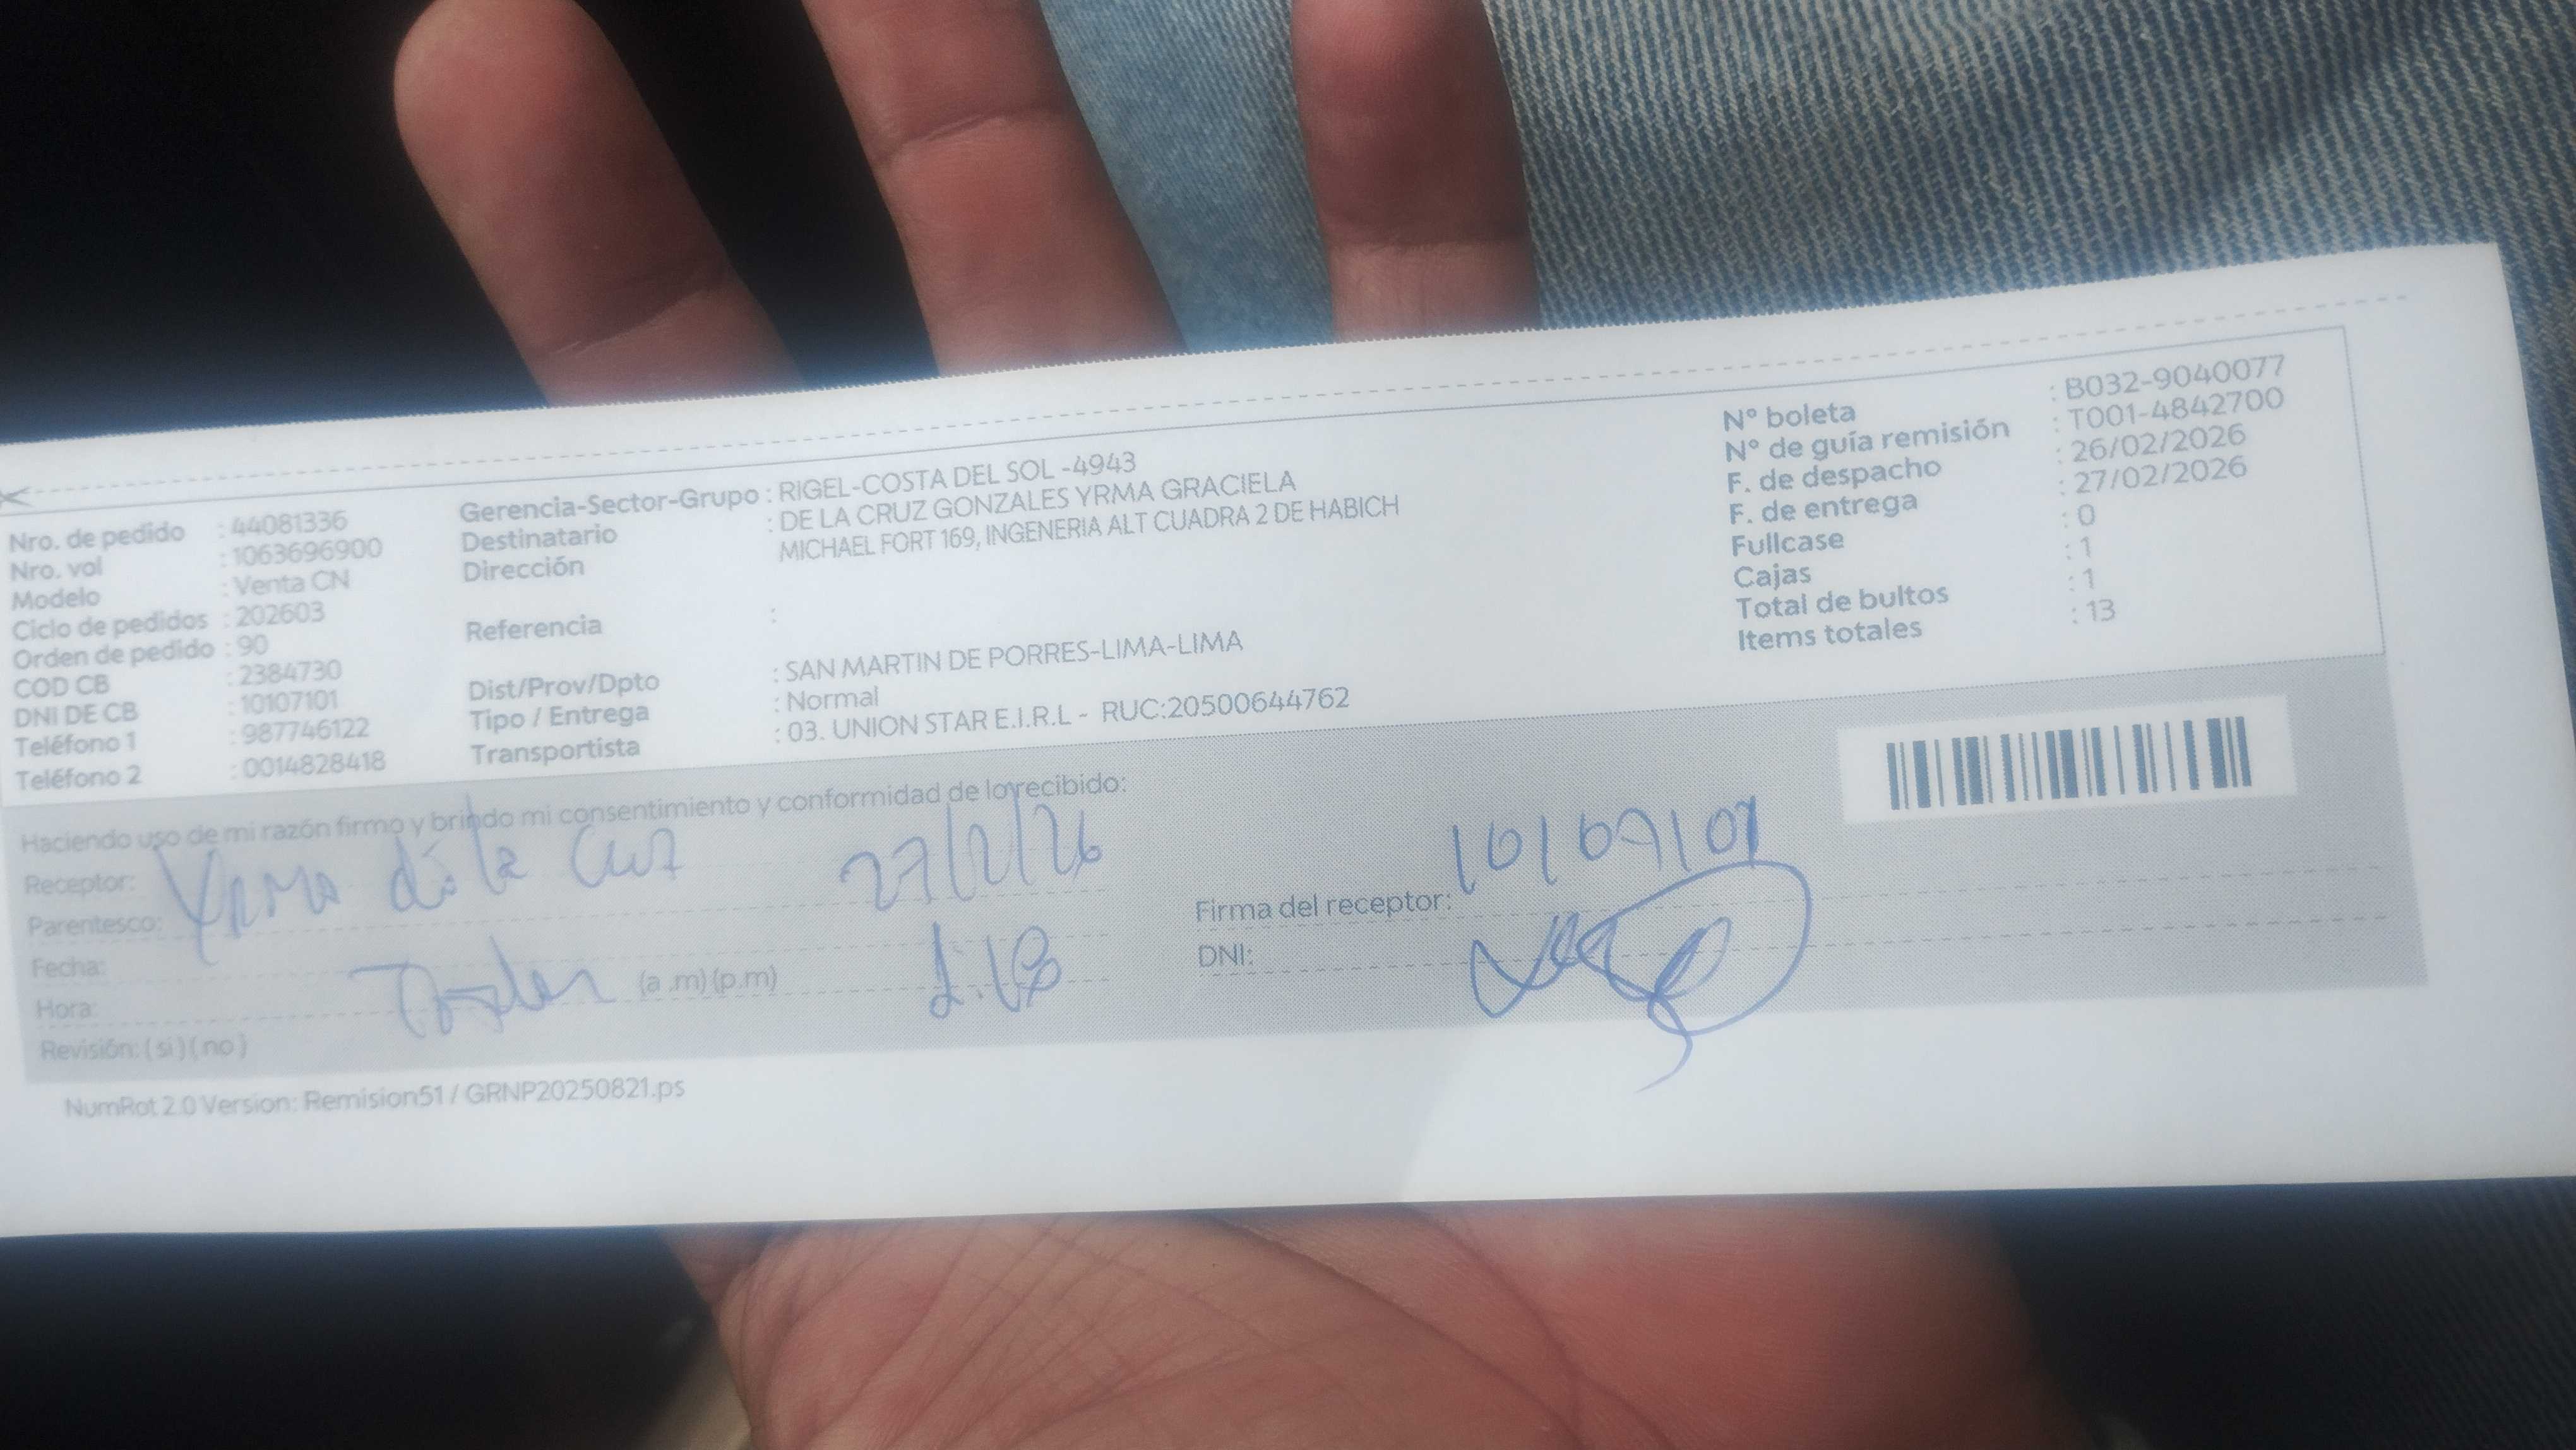 Nro. de pedido : 44081336
Nro. vol : 1063696900
Modelo : Venta CN
Ciclo de pedidos : 202603
Orden de pedido : 90
COD CB : 2384730
DNI DE CB : 10107101
Teléfono 1 : 987746122
Teléfono 2 : 0014828418
Gerencia-Sector-Grupo : RIGEL-COSTA DEL SOL -4943
Destinatario : DE LA CRUZ GONZALES YRMA GRACIELA
Dirección MICHAEL FORT 169, INGENERIA ALT CUADRA 2 DE HABICH
Referencia :
Dist/Prov/Dpto : SAN MARTIN DE PORRES-LIMA-LIMA
Tipo / Entrega : Normal
Transportista : 03. UNION STAR E.I.R.L - RUC:20500644762
Nº boleta : B032-9040077
Nº de guía remisión : T001-4842700
F. de despacho : 26/02/2026
F. de entrega : 27/02/2026
Fullcase : 0
Cajas : 1
Total de bultos : 1
Items totales : 13
Haciendo uso de mi razón firmo y brindo mi consentimiento y conformidad de lo recibido:
Receptor: Yrma de la Cruz 27/2/26
Parentesco:
Fecha:
Hora: (a .m) (p.m)
Revisión: ( si ) ( no )
Firma del receptor:
DNI:
NumRot 2.0 Version: Remision51 / GRNP20250821.ps